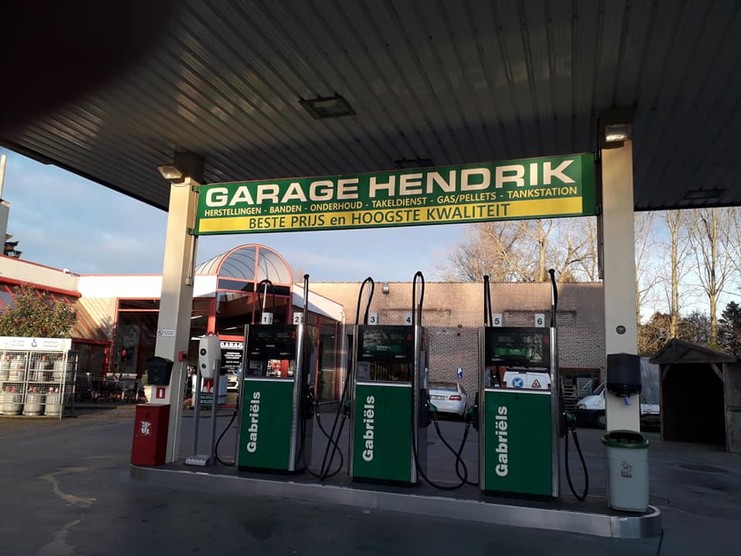 GARAGE HENDRIK
HERSTELLINGEN - BANDEN - ONDERHOUD - TAKELDIENST - GAS/PELLETS - TANKSTATION
BESTE PRIJS en HOOGSTE KWALITEIT
1 2
3 4
5 6
Gabriëls
Gabriëls
Gabriëls